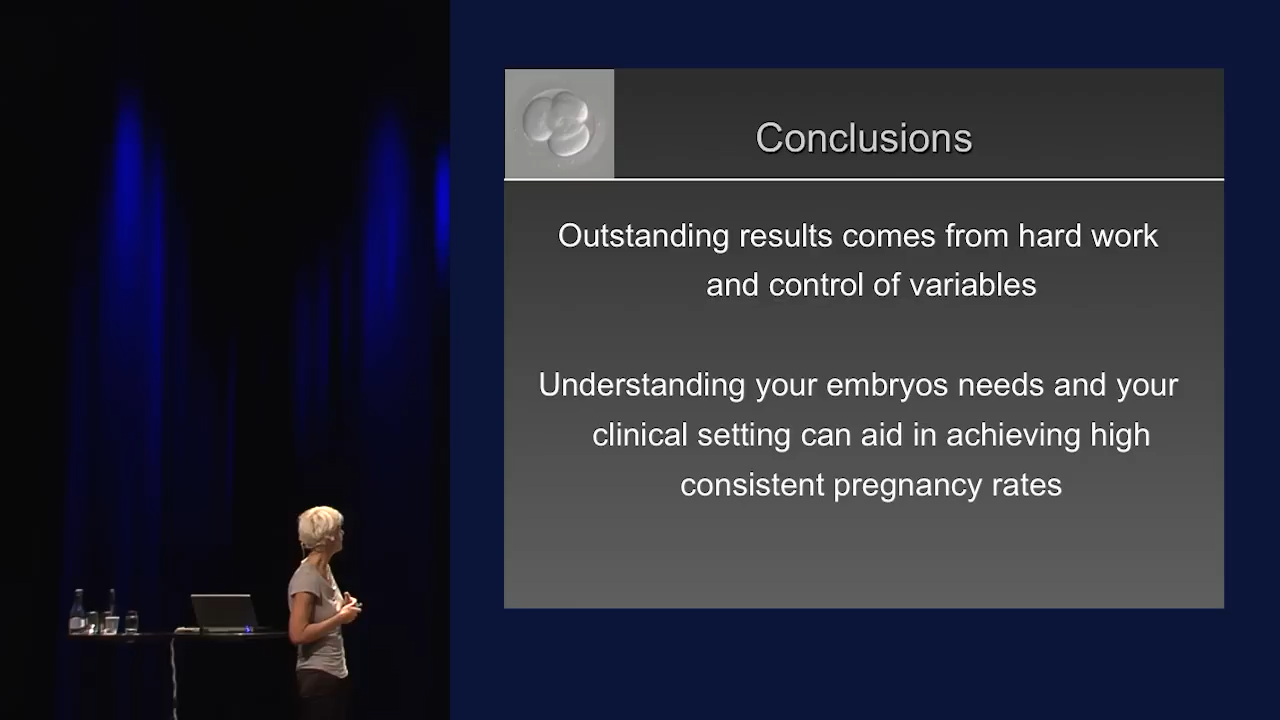 Conclusions
Outstanding results comes from hard work
and control of variables
Understanding your embryos needs and your
clinical setting can aid in achieving high
consistent pregnancy rates